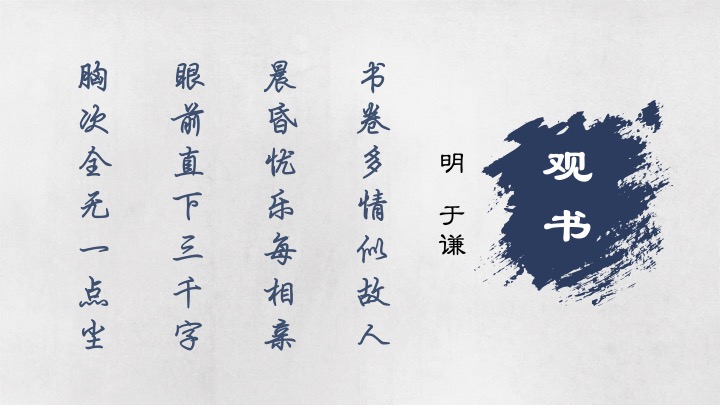 观书
明 于谦
书卷多情似故人
晨昏忧乐每相亲
眼前直下三千字
胸次全无一点尘